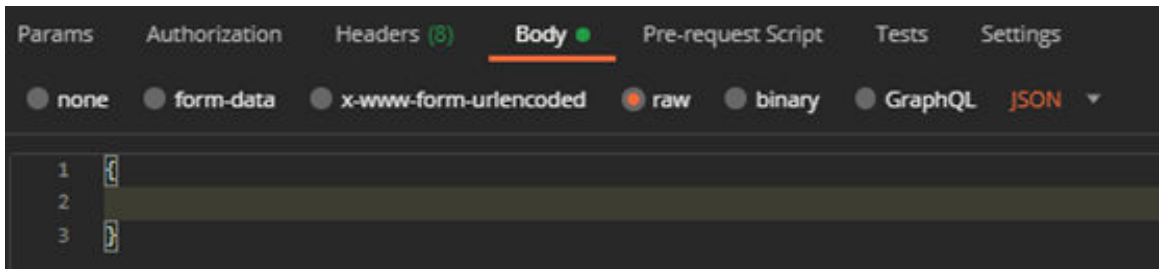 Params Authorization Headers (8) Body Pre-request Script Tests Settings
none form-data x-www-form-urlencoded raw binary GraphQL JSON
1 {
2
3 }